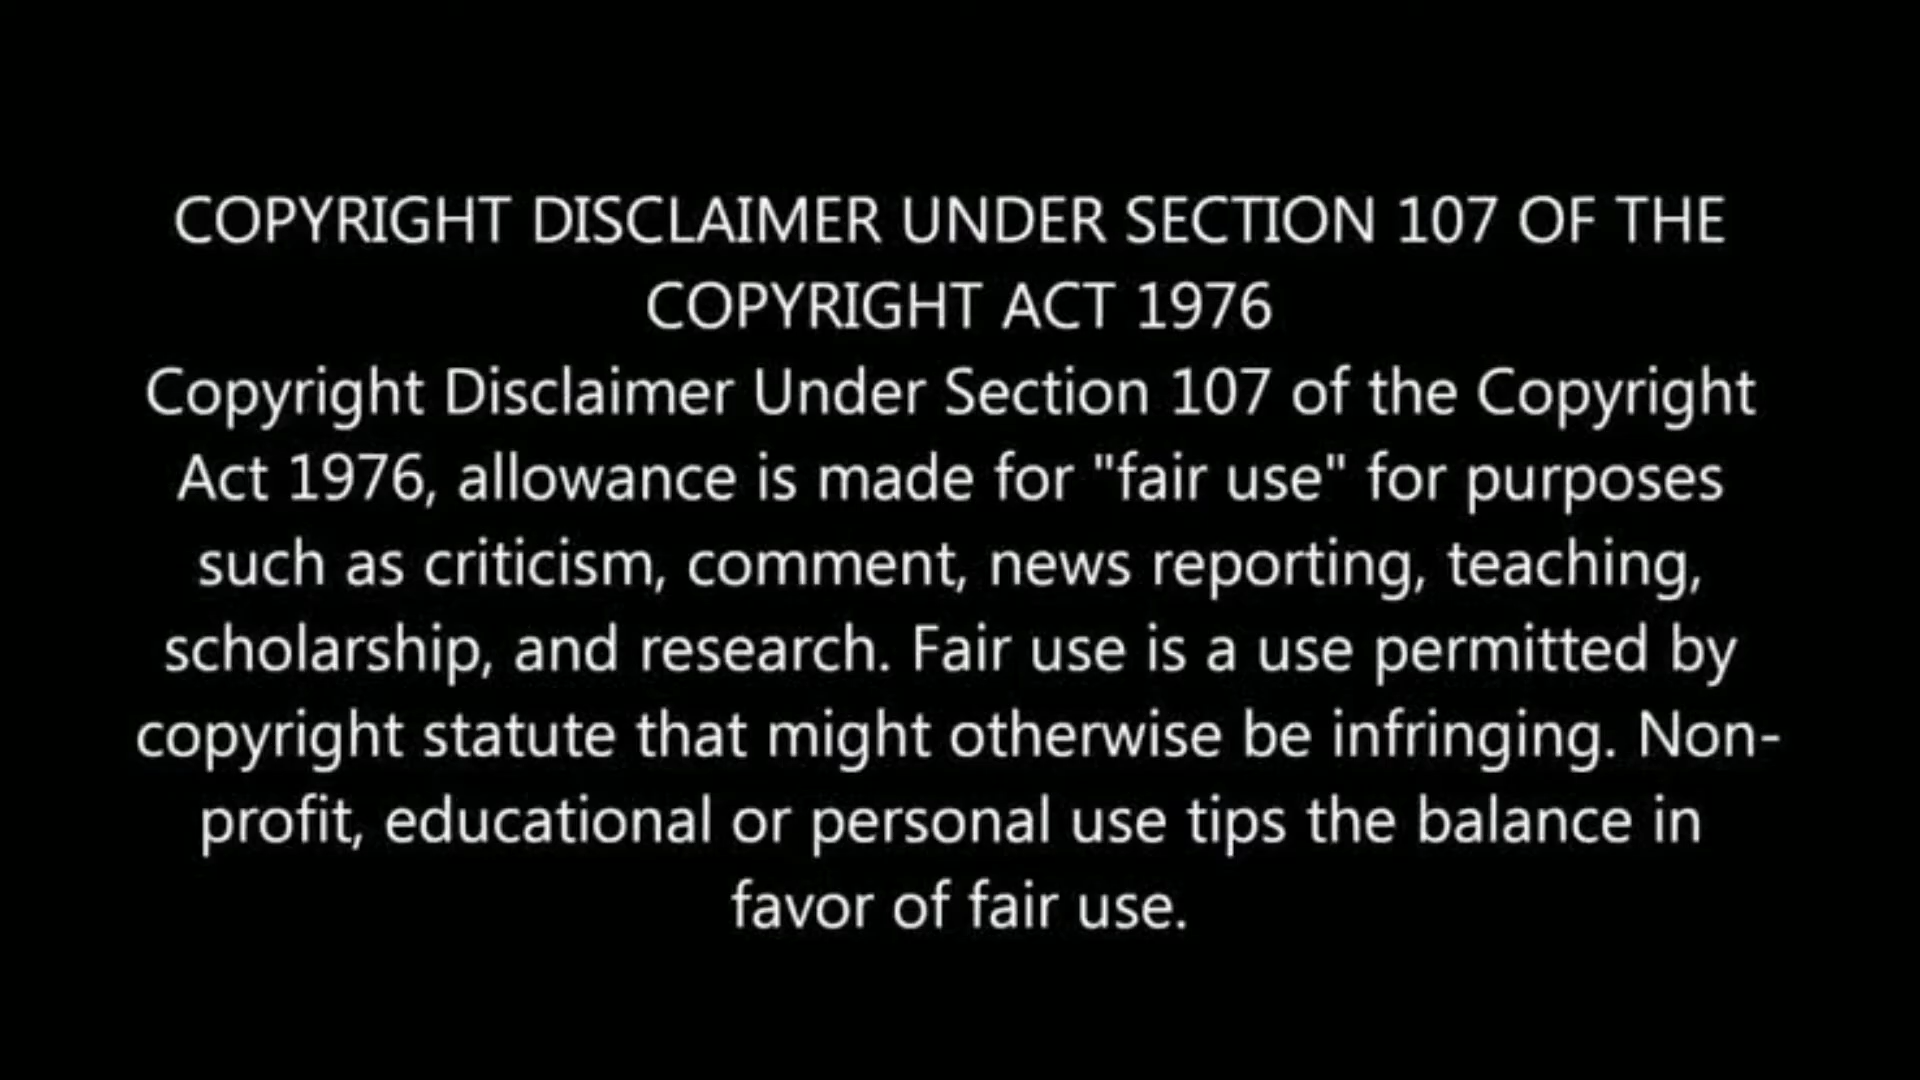 COPYRIGHT DISCLAIMER UNDER SECTION 107 OF THE
COPYRIGHT ACT 1976
Copyright Disclaimer Under Section 107 of the Copyright
Act 1976, allowance is made for "fair use" for purposes
such as criticism, comment, news reporting, teaching,
scholarship, and research. Fair use is a use permitted by
copyright statute that might otherwise be infringing. Non-
profit, educational or personal use tips the balance in
favor of fair use.